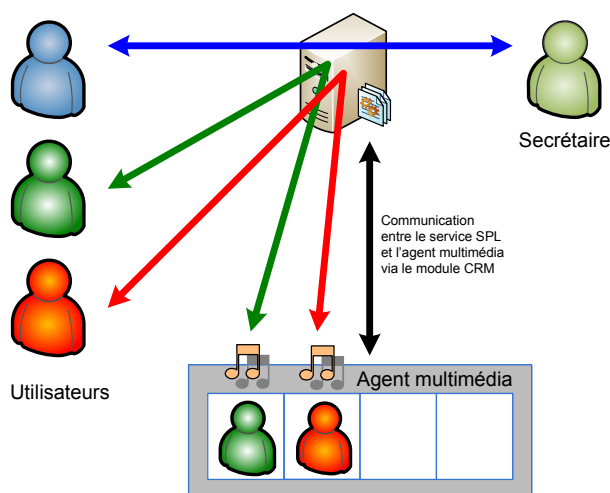 Secrétaire
Communication
entre le service SPL
et l'agent multimédia
via le module CRM
Utilisateurs
Agent multimédia